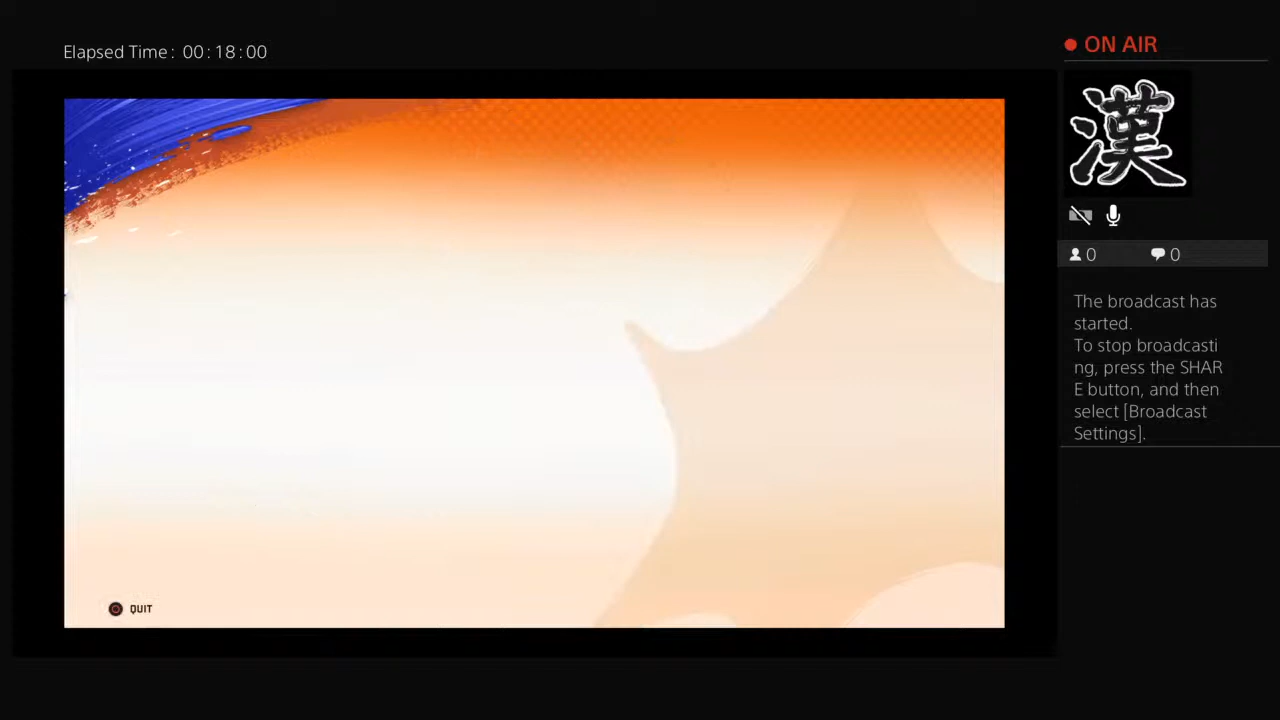 Elapsed Time: 00:18:00
ON AIR
漢
0
0
The broadcast has
started.
To stop broadcasti
ng, press the SHAR
E button, and then
select [Broadcast
Settings].
QUIT